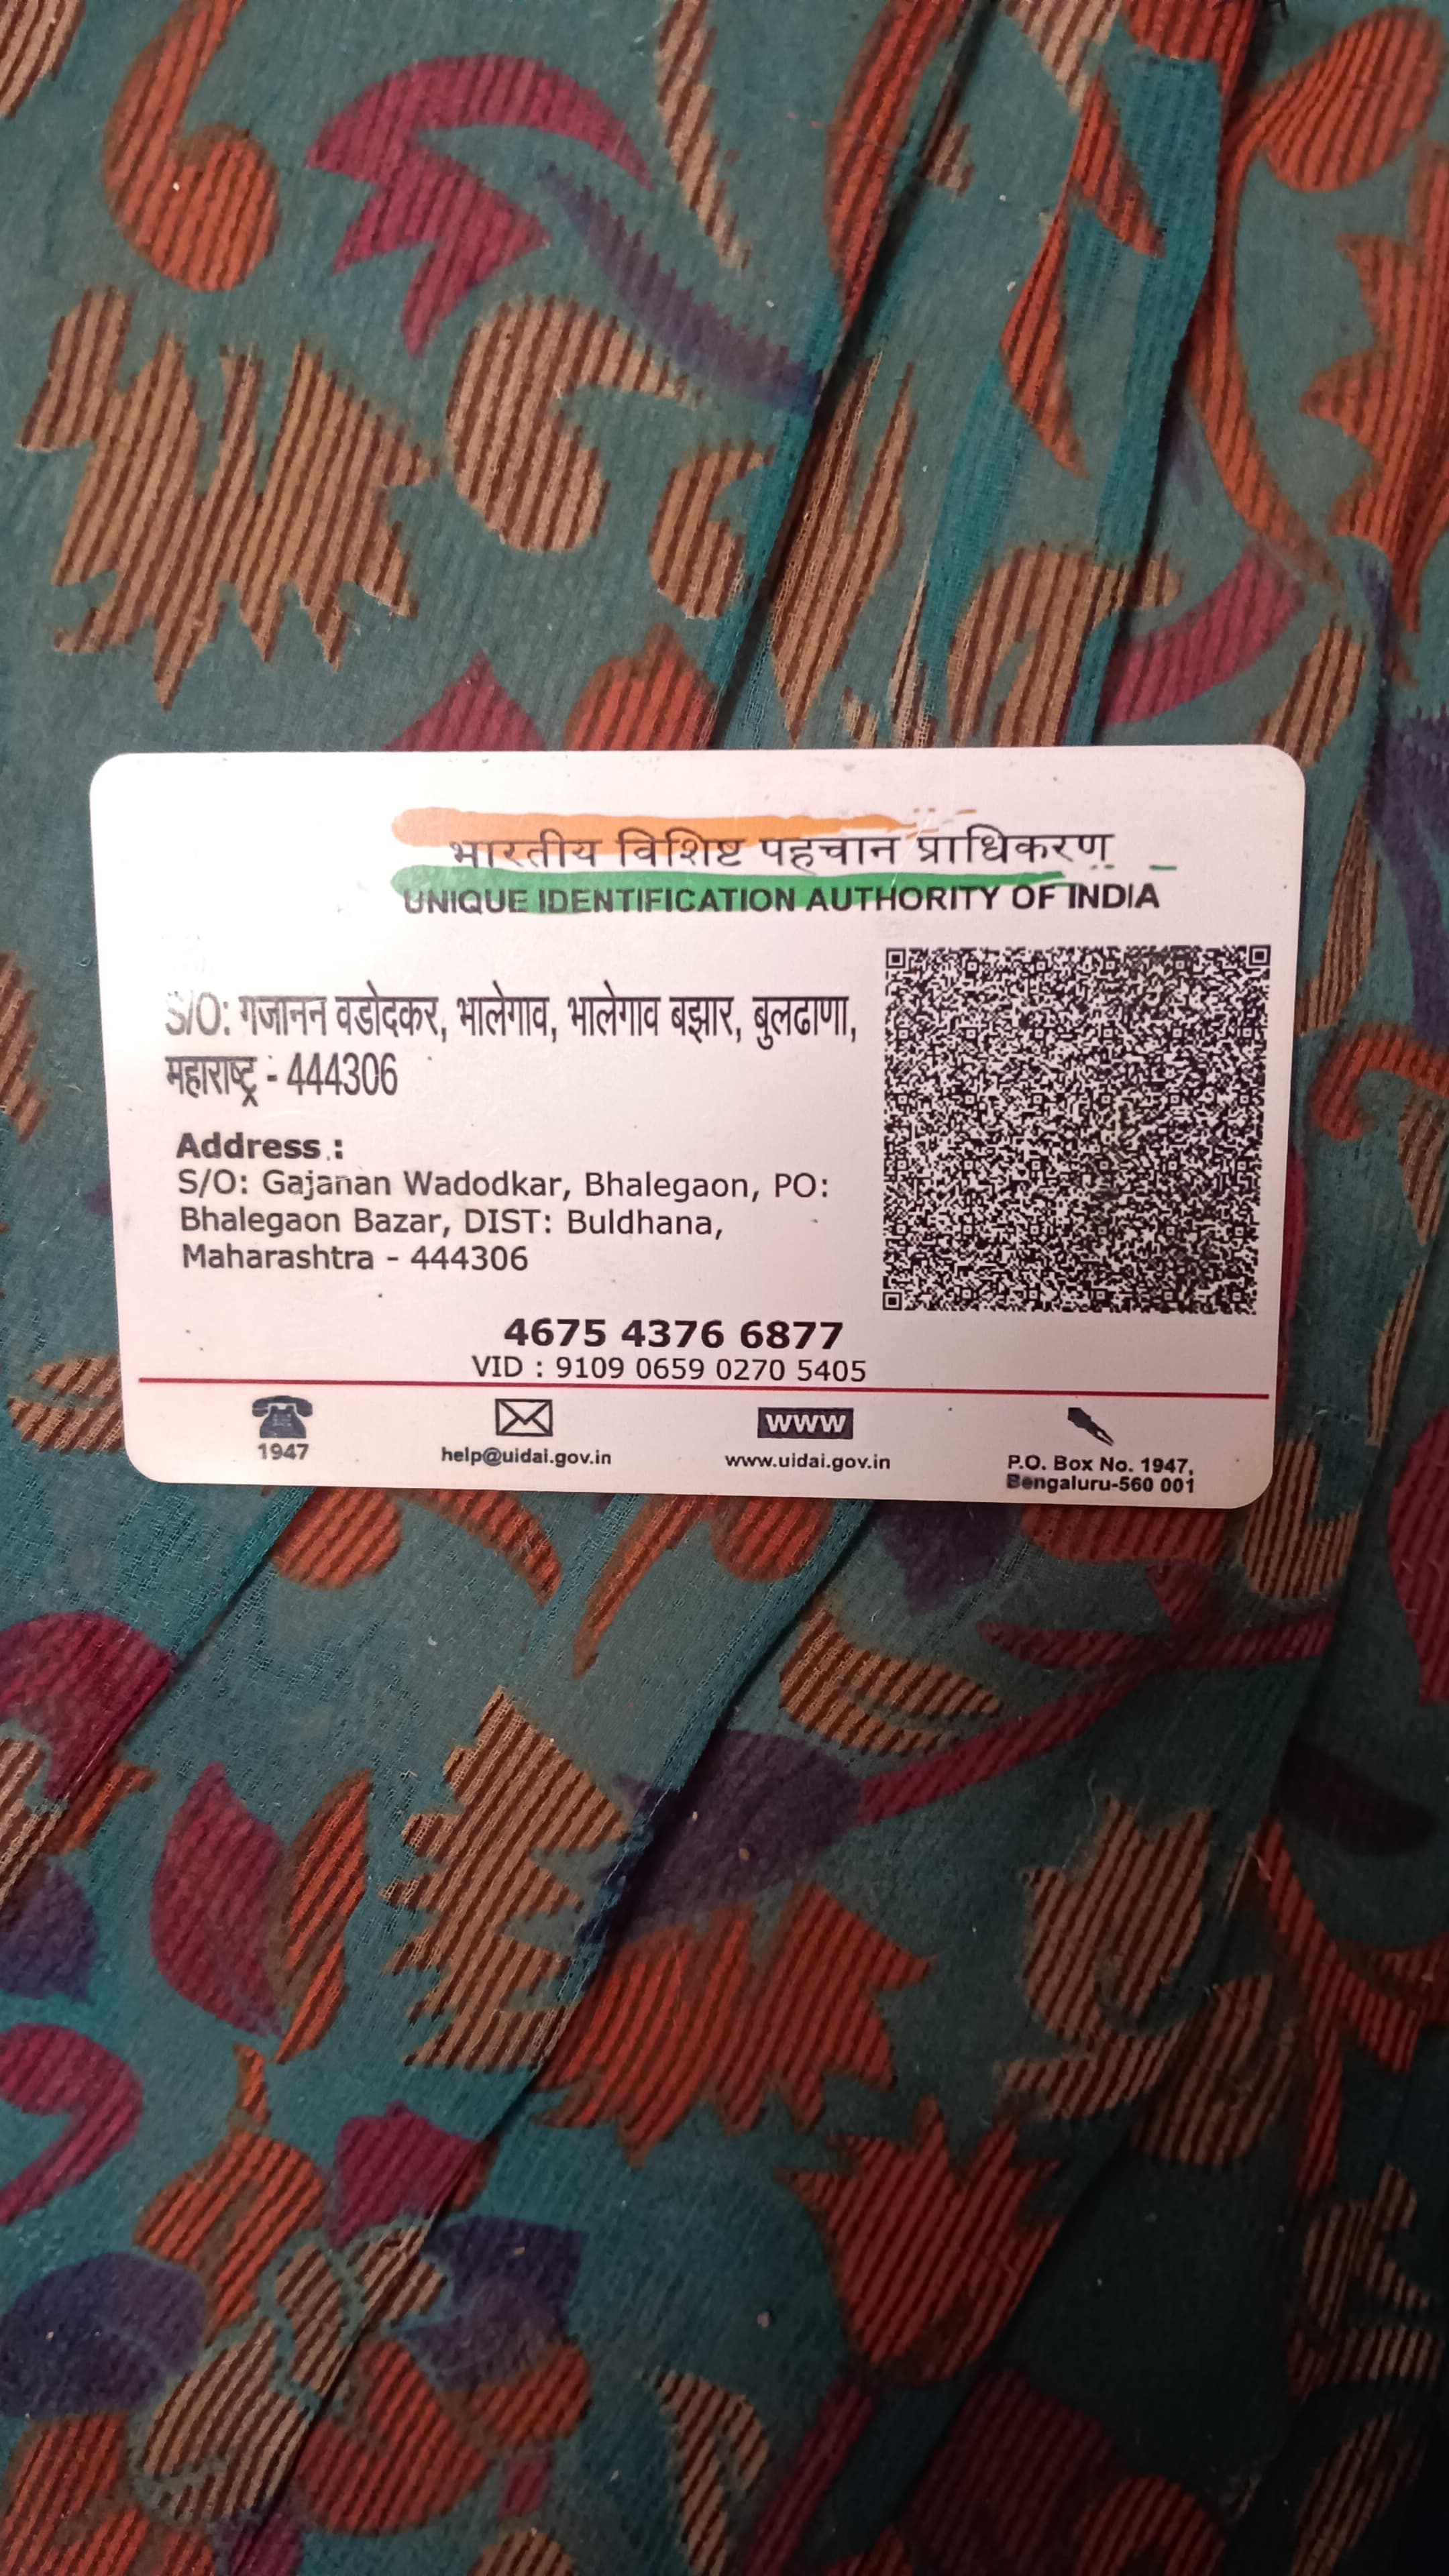 भारतीय विशिष्ट पहचान प्राधिकरण
UNIQUE IDENTIFICATION AUTHORITY OF INDIA
S/O: गजानन वडोदकर, भालेगाव, भालेगाव बझार, बुलढाणा,
महाराष्ट्र - 444306
Address :
S/O: Gajanan Wadodkar, Bhalegaon, PO:
Bhalegaon Bazar, DIST: Buldhana,
Maharashtra - 444306
4675 4376 6877
VID : 9109 0659 0270 5405
1947
help@uidai.gov.in
www
www.uidai.gov.in
P.O. Box No. 1947,
Bengaluru-560 001